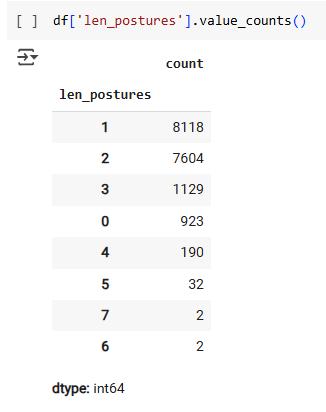 [ ] df['len_postures'].value_counts()
count
len_postures
1 8118
2 7604
3 1129
0 923
4 190
5 32
7 2
6 2
dtype: int64